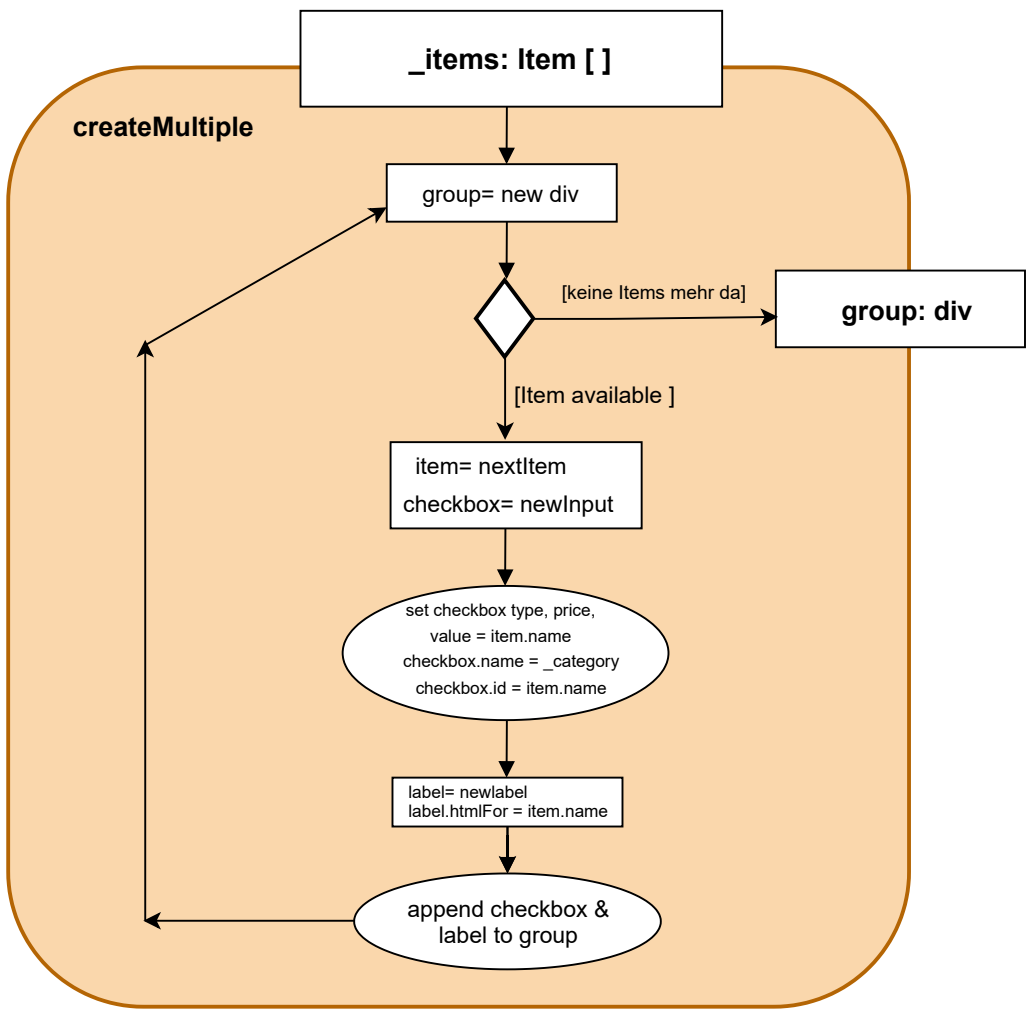 _items: Item [ ]
createMultiple
group= new div
[keine Items mehr da]
group: div
[Item available ]
item= nextItem
checkbox= newInput
set checkbox type, price,
value = item.name
checkbox.name = _category
checkbox.id = item.name
label= newlabel
label.htmlFor = item.name
append checkbox &
label to group